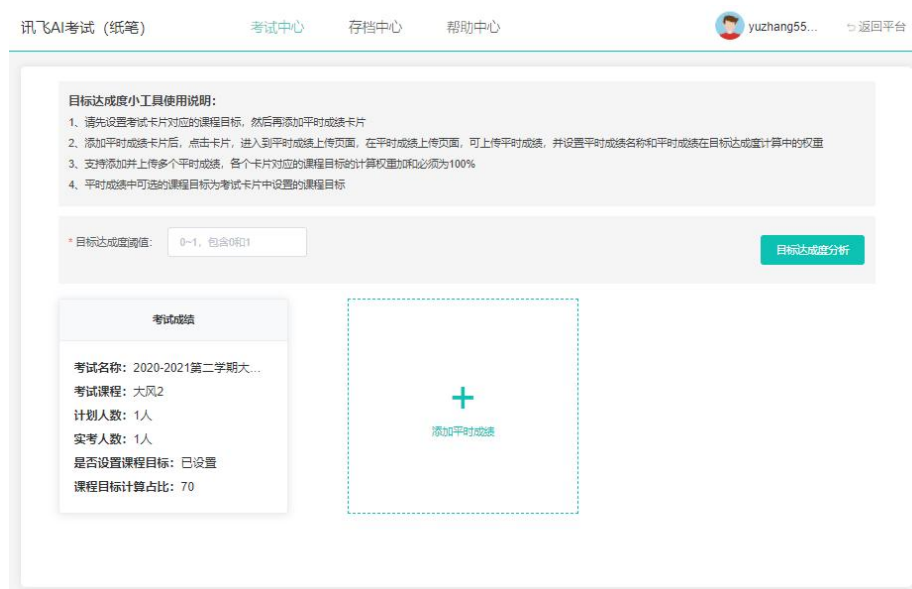 讯飞AI考试（纸笔） 考试中心 存档中心 帮助中心 yuzhang55... 返回平台
目标达成度小工具使用说明：
1、请先设置考试卡片对应的课程目标，然后再添加平时成绩卡片
2、添加平时成绩卡片后，点击卡片，进入到平时成绩上传页面，在平时成绩上传页面，可上传平时成绩，并设置平时成绩名称和平时成绩在目标达成度计算中的权重
3、支持添加并上传多个平时成绩，各个卡片对应的课程目标的计算权重加和必须为100%
4、平时成绩中可选的课程目标为考试卡片中设置的课程目标
* 目标达成度阈值： 0~1，包含0和1 目标达成度分析
考试成绩
考试名称：2020-2021第二学期大...
考试课程：大风2
计划人数：1人
实考人数：1人
是否设置课程目标：已设置
课程目标计算占比：70
添加平时成绩